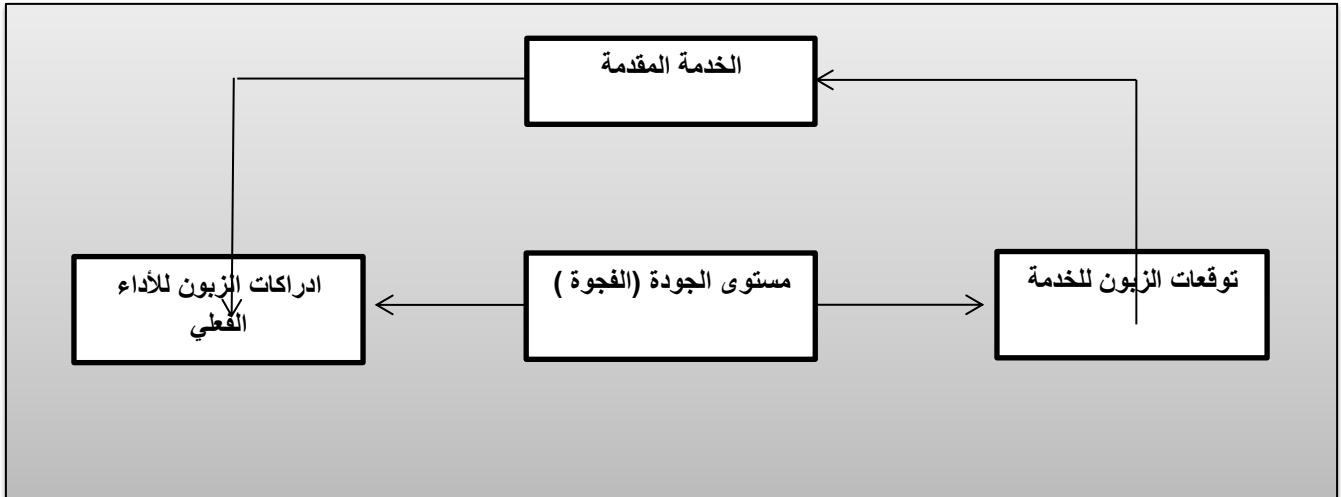 الخدمة المقدمة
توقعات الزبون للخدمة
مستوى الجودة (الفجوة )
ادراكات الزبون للأداء
الفعلي